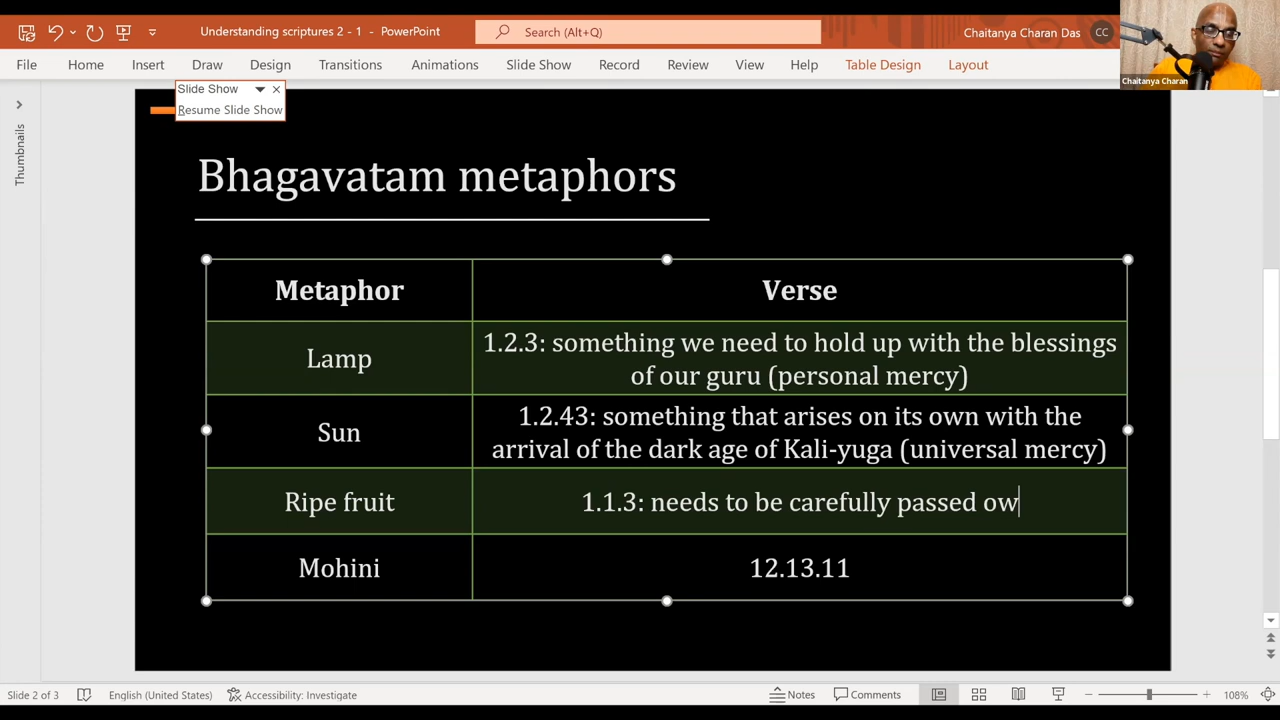 Understanding scriptures 2 - 1 - PowerPoint
Search (Alt+Q)
Chaitanya Charan Das
CC
File Home Insert Draw Design Transitions Animations Slide Show Record Review View Help Table Design Layout
Chaitanya Charan
Slide Show
Resume Slide Show
Thumbnails
Bhagavatam metaphors
Metaphor
Verse
Lamp
1.2.3: something we need to hold up with the blessings
of our guru (personal mercy)
Sun
1.2.43: something that arises on its own with the
arrival of the dark age of Kali-yuga (universal mercy)
Ripe fruit
1.1.3: needs to be carefully passed ow
Mohini
12.13.11
Slide 2 of 3
English (United States)
Accessibility: Investigate
Notes
Comments
108%